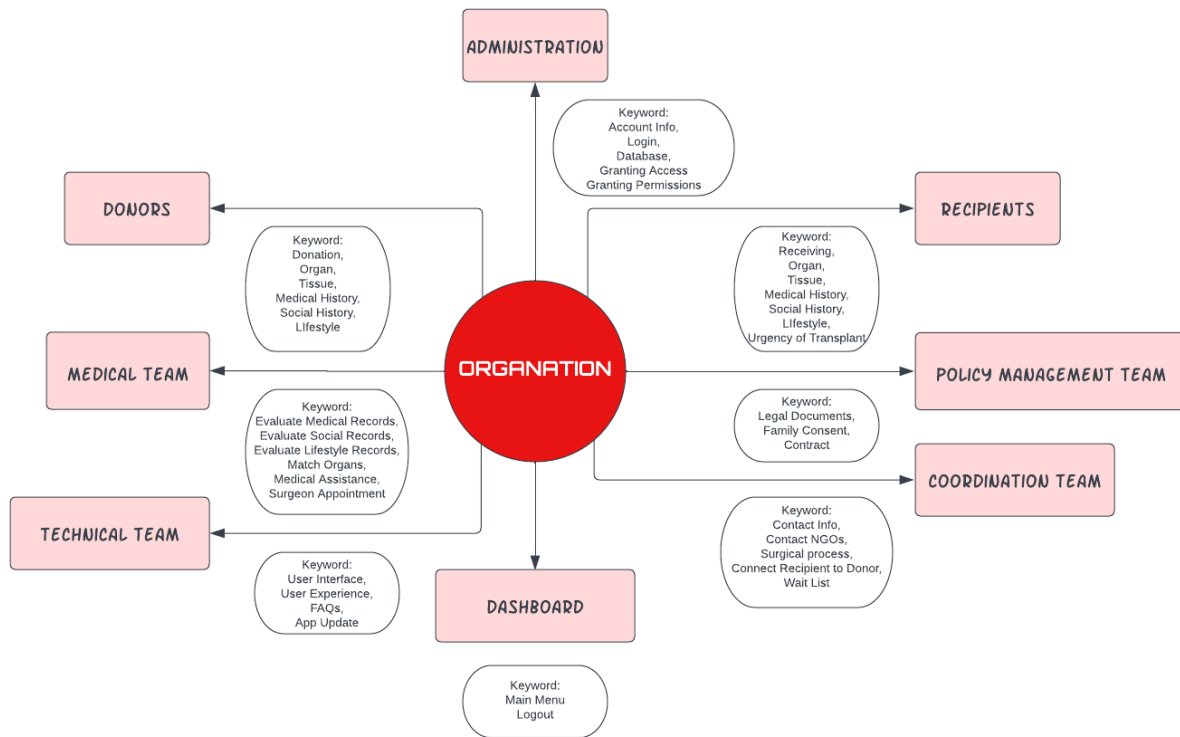 ADMINISTRATION
Keyword:
Account Info,
Login,
Database,
Granting Access
Granting Permissions
DONORS
Keyword:
Donation,
Organ,
Tissue,
Medical History,
Social History,
LIfestyle
RECIPIENTS
Keyword:
Receiving,
Organ,
Tissue,
Medical History,
Social History,
LIfestyle,
Urgency of Transplant
ORGANATION
MEDICAL TEAM
Keyword:
Evaluate Medical Records,
Evaluate Social Records,
Evaluate Lifestyle Records,
Match Organs,
Medical Assistance,
Surgeon Appointment
POLICY MANAGEMENT TEAM
Keyword:
Legal Documents,
Family Consent,
Contract
COORDINATION TEAM
Keyword:
Contact Info,
Contact NGOs,
Surgical process,
Connect Recipient to Donor,
Wait List
TECHNICAL TEAM
Keyword:
User Interface,
User Experience,
FAQs,
App Update
DASHBOARD
Keyword:
Main Menu
Logout